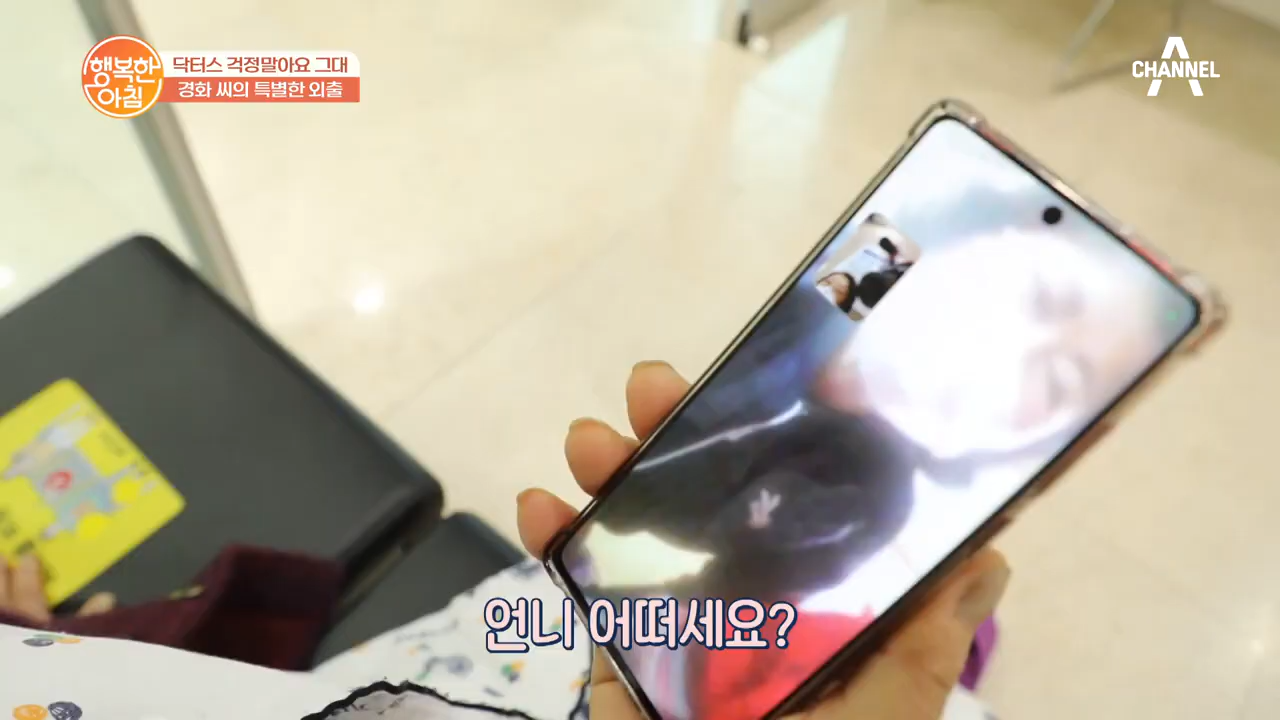 행복한
아침
닥터스 걱정말아요 그대
경화 씨의 특별한 외출
CHANNEL A
언니 어떠세요?